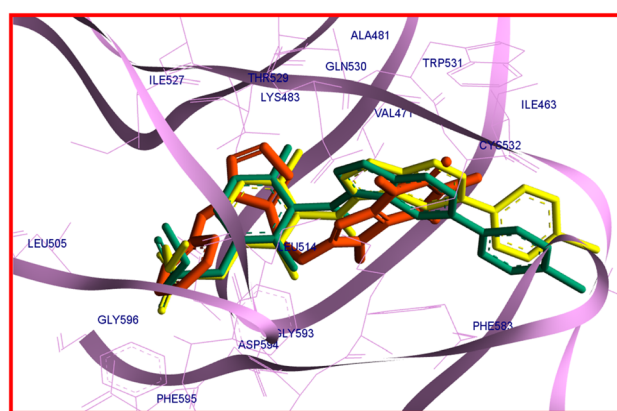 ALA481
TRP531
GLN530
ILE527
THR529
LYS483
ILE463
VAL471
CYS532
LEU505
LEU514
GLY596
PHE583
GLY593
ASP594
PHE595